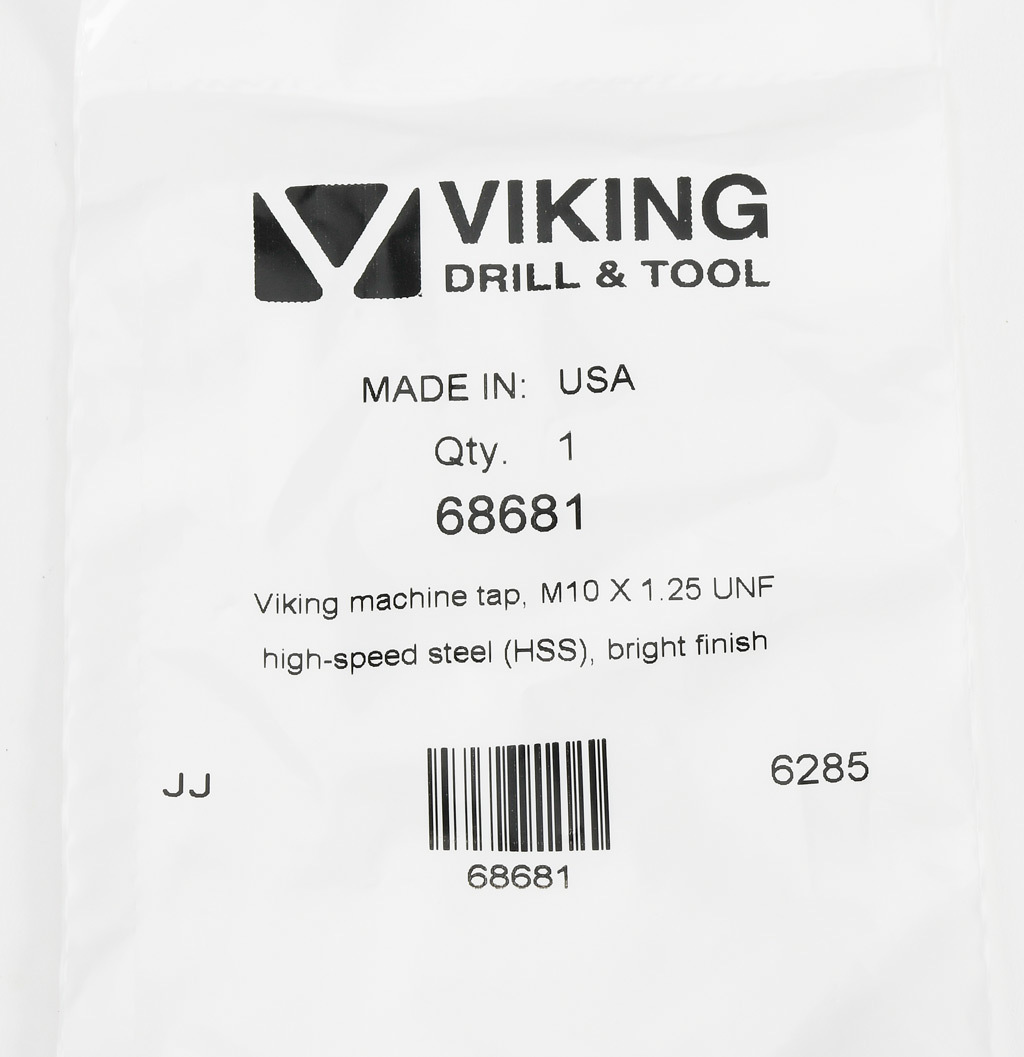 VIKING
DRILL & TOOL
MADE IN: USA
Qty. 1
68681
Viking machine tap, M10 X 1.25 UNF
high-speed steel (HSS), bright finish
JJ
6285
68681